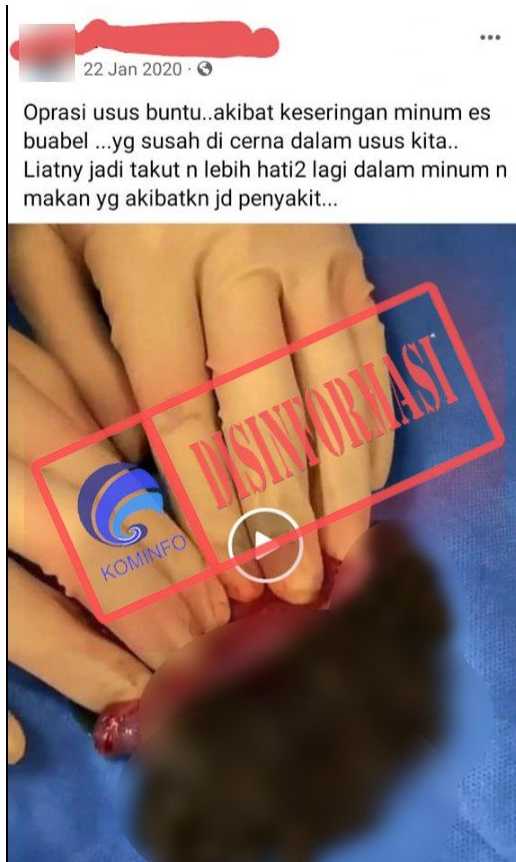 22 Jan 2020 ·
Oprasi usus buntu..akibat keseringan minum es
buabel ...yg susah di cerna dalam usus kita..
Liatny jadi takut n lebih hati2 lagi dalam minum n
makan yg akibatkn jd penyakit...
DISINFORMASI
KOMINFO